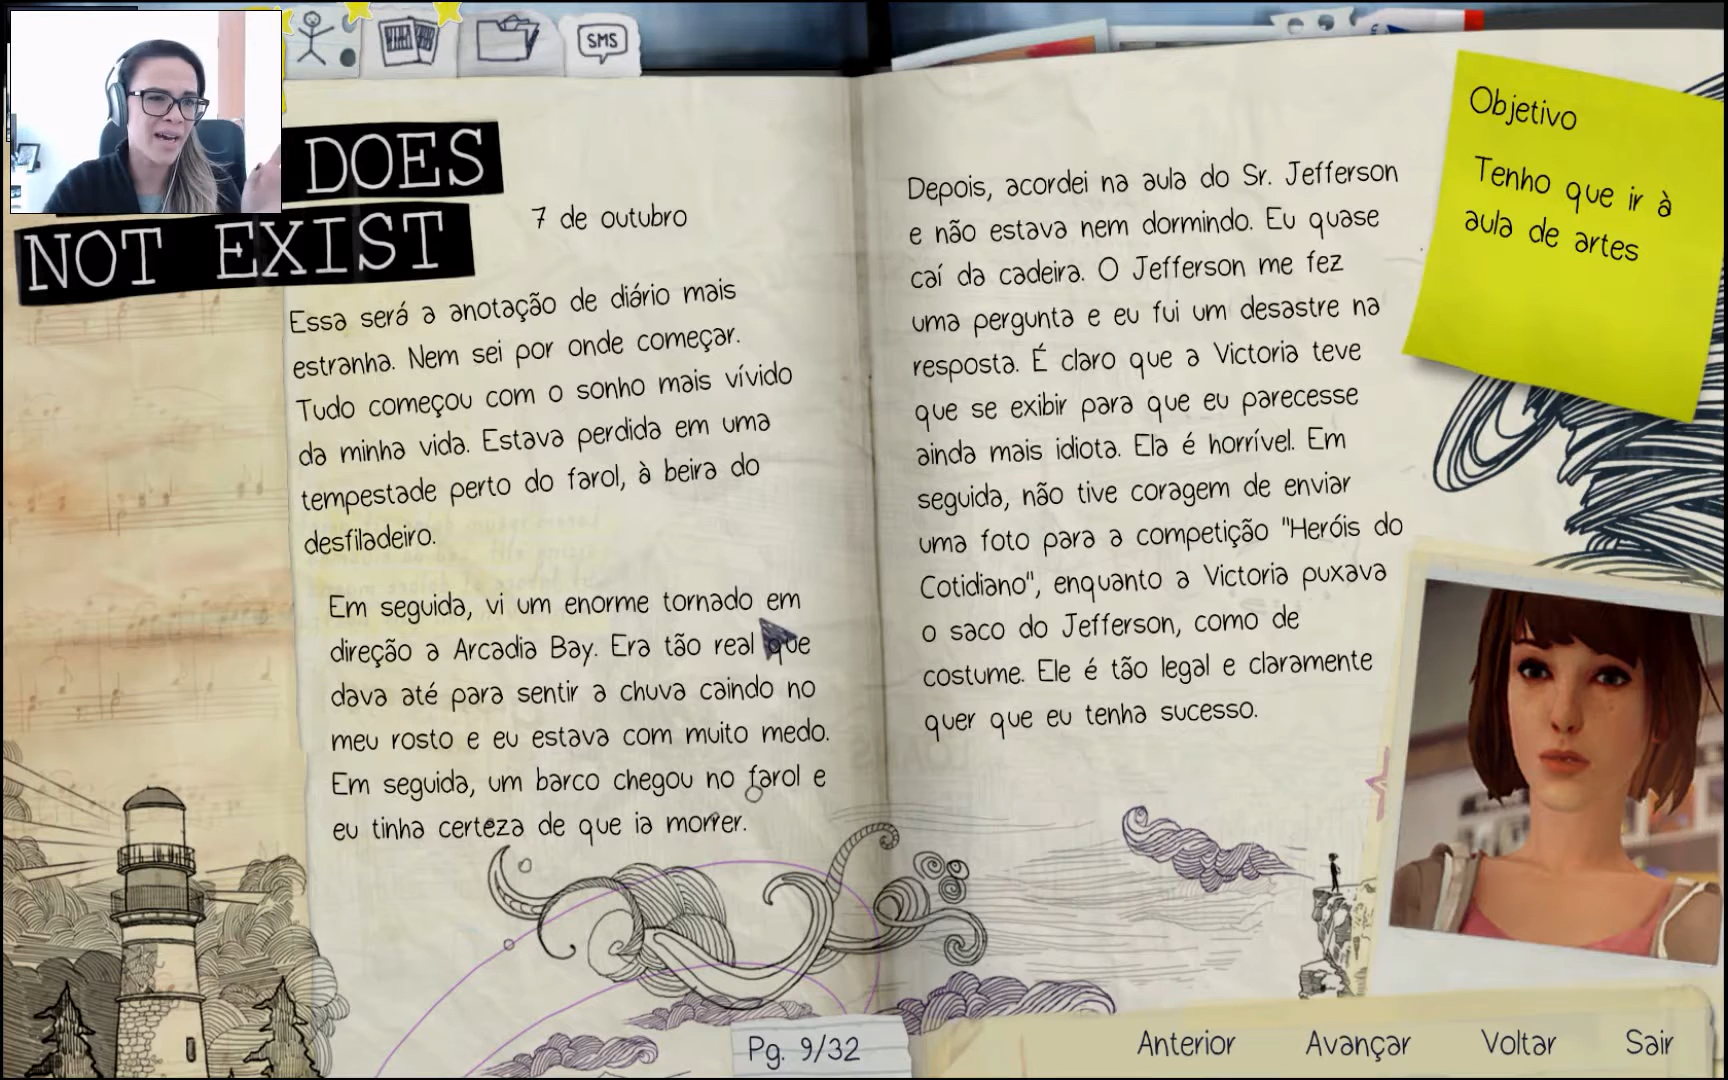 SMS
DOES
NOT EXIST
7 de outubro
Essa será a anotação de diário mais
estranha. Nem sei por onde começar.
Tudo começou com o sonho mais vívido
da minha vida. Estava perdida em uma
tempestade perto do farol, à beira do
desfiladeiro.
Em seguida, vi um enorme tornado em
direção a Arcadia Bay. Era tão real que
dava até para sentir a chuva caindo no
meu rosto e eu estava com muito medo.
Em seguida, um barco chegou no farol e
eu tinha certeza de que ia morrer.
Depois, acordei na aula do Sr. Jefferson
e não estava nem dormindo. Eu quase
caí da cadeira. O Jefferson me fez
uma pergunta e eu fui um desastre na
resposta. É claro que a Victoria teve
que se exibir para que eu parecesse
ainda mais idiota. Ela é horrível. Em
seguida, não tive coragem de enviar
uma foto para a competição "Heróis do
Cotidiano", enquanto a Victoria puxava
o saco do Jefferson, como de
costume. Ele é tão legal e claramente
quer que eu tenha sucesso.
Objetivo
Tenho que ir à
aula de artes
Pg. 9/32
Anterior Avançar Voltar Sair